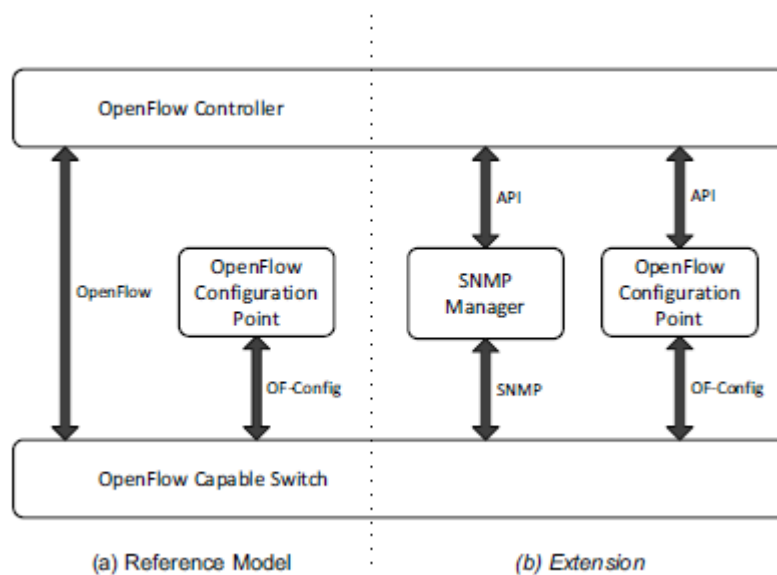 OpenFlow Controller
API
API
OpenFlow
OpenFlow
Configuration
Point
SNMP
Manager
OpenFlow
Configuration
Point
OF-Config
SNMP
OF-Config
OpenFlow Capable Switch
(a) Reference Model
(b) Extension